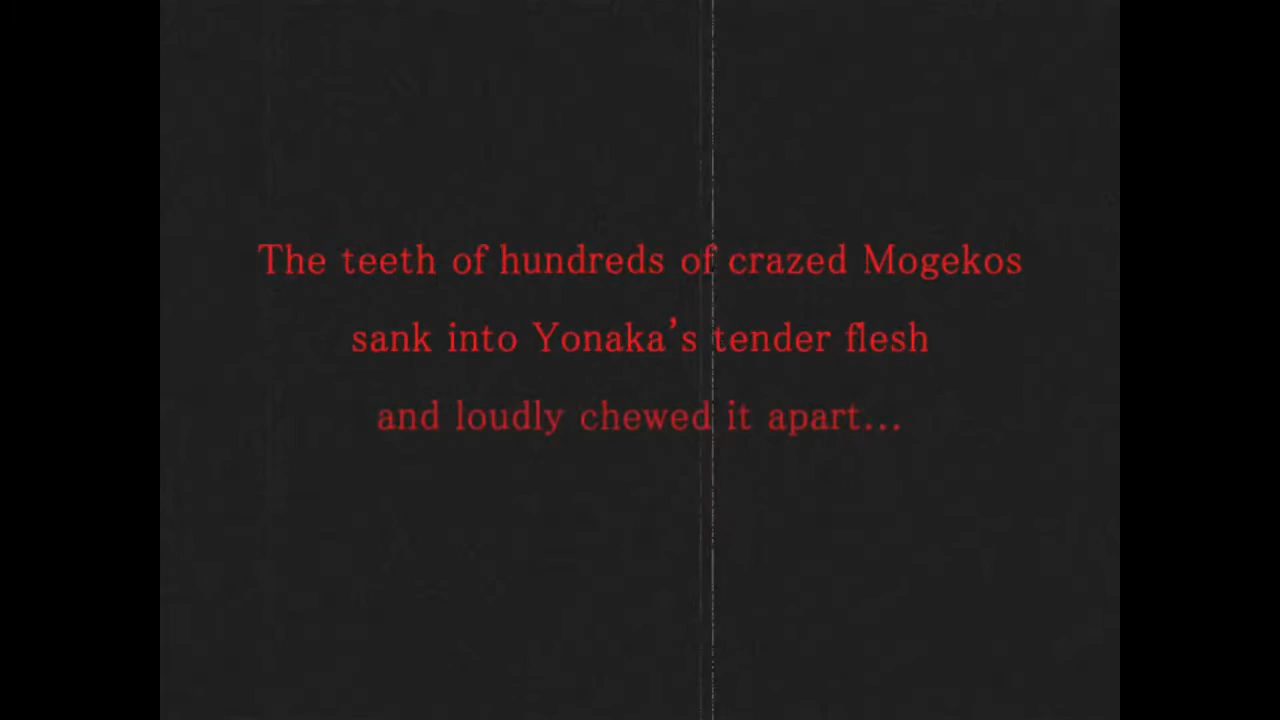 The teeth of hundreds of crazed Mogekos
sank into Yonaka’s tender flesh
and loudly chewed it apart...